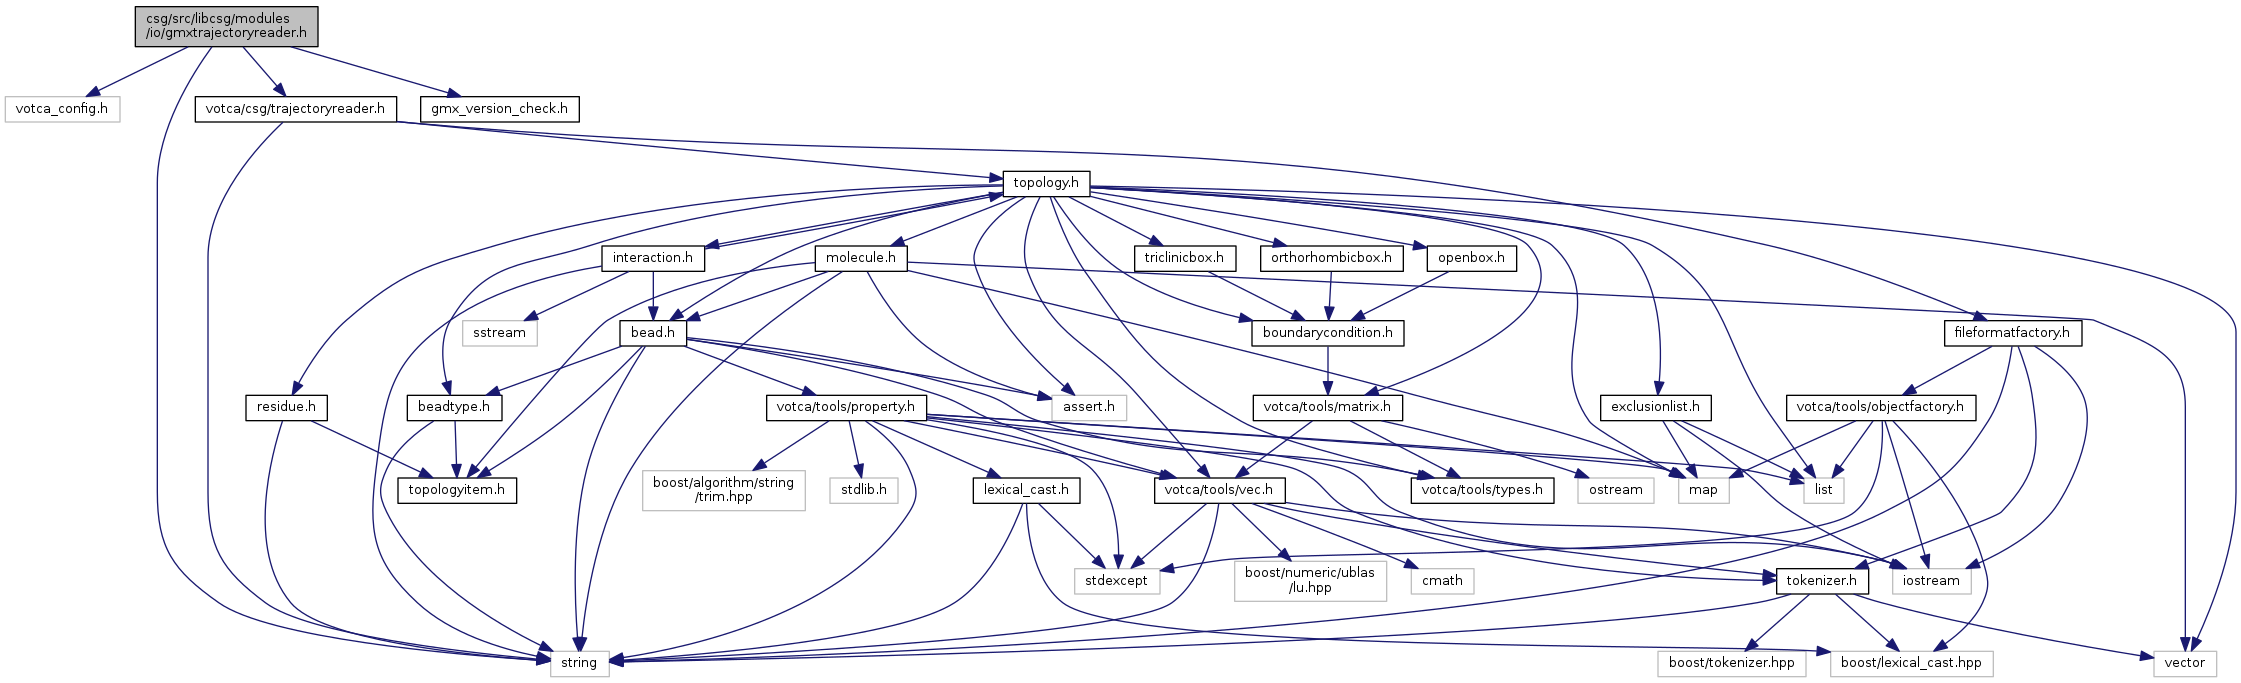 csg/src/libcsg/modules
/io/gmxtrajectoryreader.h
votca_config.h
votca/csg/trajectoryreader.h
gmx_version_check.h
topology.h
interaction.h
molecule.h
triclinicbox.h
orthorhombicbox.h
openbox.h
sstream
bead.h
boundarycondition.h
fileformatfactory.h
residue.h
beadtype.h
votca/tools/property.h
assert.h
votca/tools/matrix.h
exclusionlist.h
votca/tools/objectfactory.h
topologyitem.h
boost/algorithm/string
/trim.hpp
stdlib.h
lexical_cast.h
votca/tools/vec.h
votca/tools/types.h
ostream
map
list
stdexcept
boost/numeric/ublas
/lu.hpp
cmath
tokenizer.h
iostream
string
boost/tokenizer.hpp
boost/lexical_cast.hpp
vector